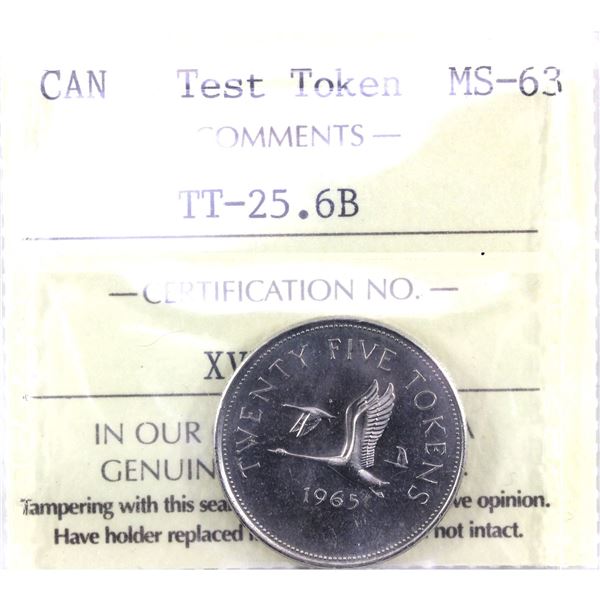 CAN Test Token MS-63
COMMENTS —
TT-25.6B
— CERTIFICATION NO. —
XV
TWENTY FIVE TOKENS
1965
IN OUR
GENUIN
Tampering with this sea ve opinion.
Have holder replaced not intact.